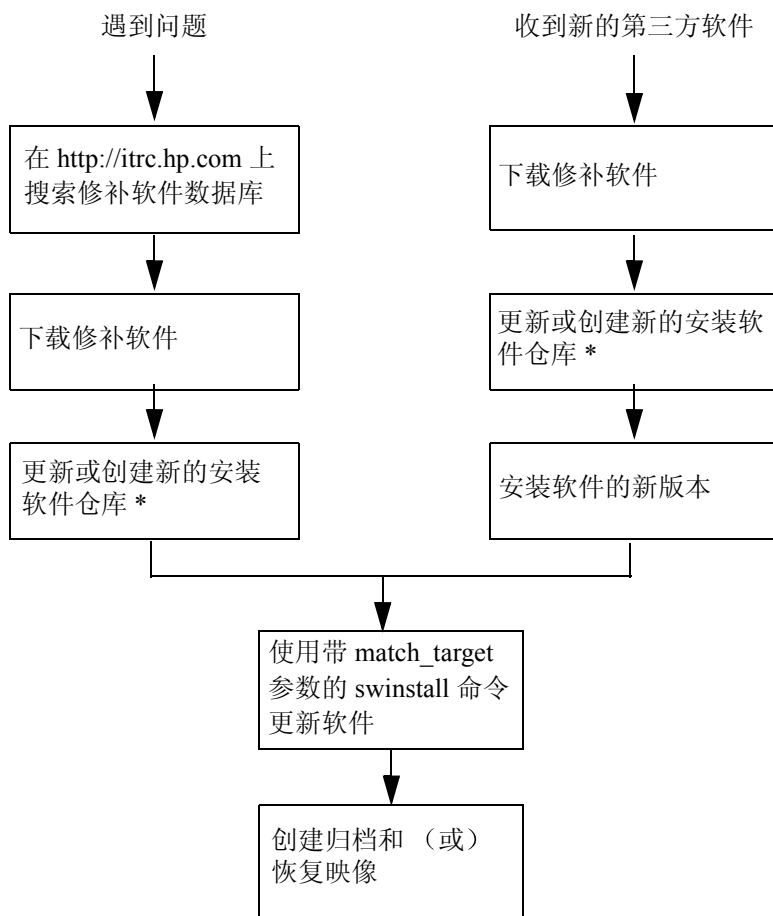 遇到问题
在 http://itrc.hp.com 上
搜索修补软件数据库
下载修补软件
更新或创建新的安装
软件仓库 *
收到新的第三方软件
下载修补软件
更新或创建新的安装软
件仓库 *
安装软件的新版本
使用带 match_target
参数的 swinstall 命令
更新软件
创建归档和 （或）
恢复映像